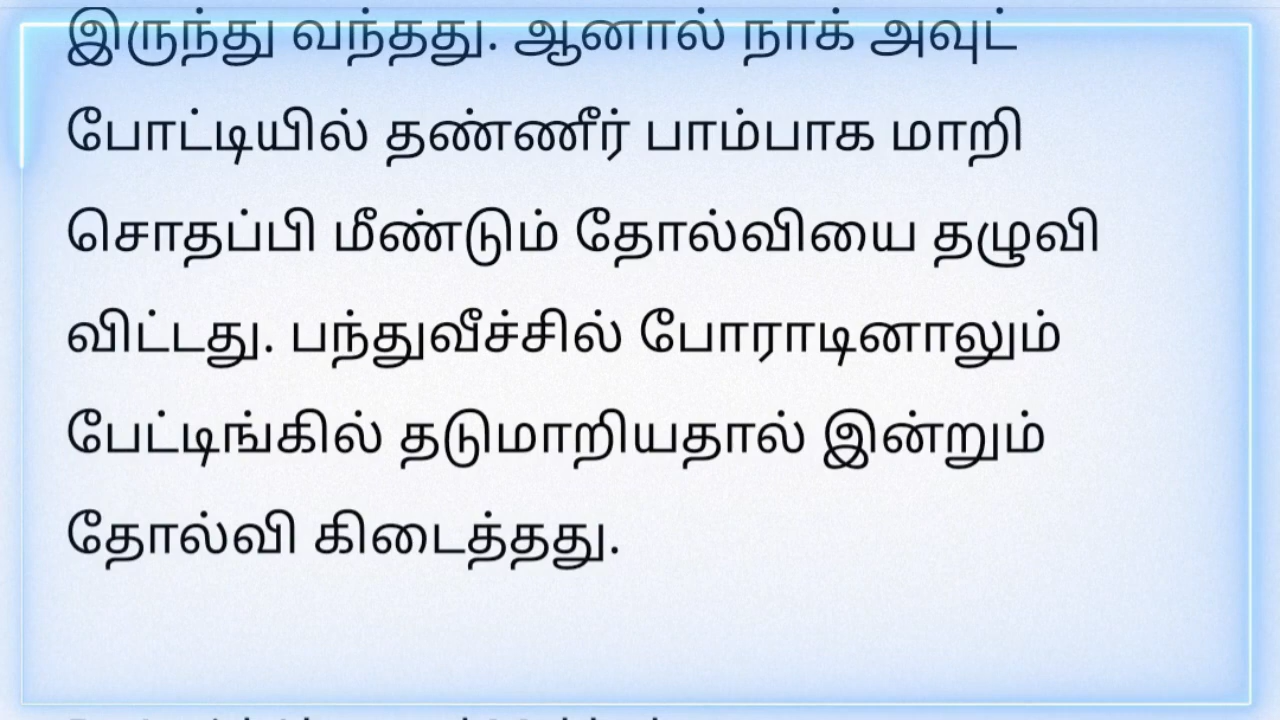 இருந்து வந்தது. ஆனால் நாக் அவுட்
போட்டியில் தண்ணீர் பாம்பாக மாறி
சொதப்பி மீண்டும் தோல்வியை தழுவி
விட்டது. பந்துவீச்சில் போராடினாலும்
பேட்டிங்கில் தடுமாறியதால் இன்றும்
தோல்வி கிடைத்தது.